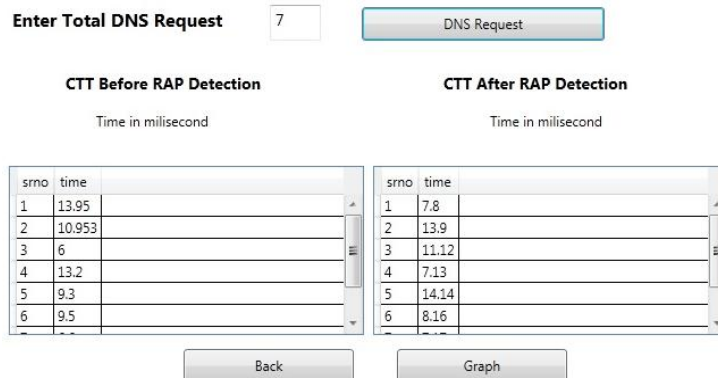 Enter Total DNS Request 7 DNS Request
CTT Before RAP Detection CTT After RAP Detection
Time in milisecond Time in milisecond
srno time srno time
1 13.95 1 7.8
2 10.953 2 13.9
3 6 3 11.12
4 13.2 4 7.13
5 9.3 5 14.14
6 9.5 6 8.16
Back Graph